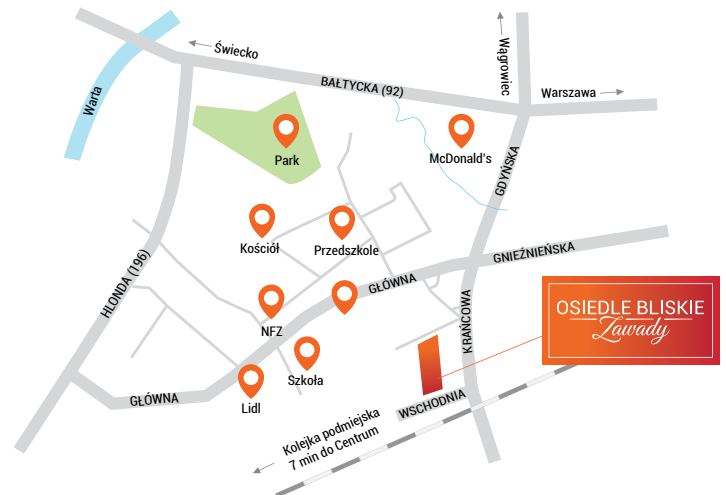 Świecko
Wągrowiec
Warta
BAŁTYCKA (92)
Warszawa
Park
McDonald's
GDYŃSKA
Kościół
Przedszkole
HLONDA (196)
GNIEŹNIEŃSKA
GŁÓWNA
NFZ
KRAŃCOWA
OSIEDLE BLISKIE
Zawady
Szkoła
Lidl
GŁÓWNA
WSCHODNIA
Kolejka podmiejska
7 min do Centrum